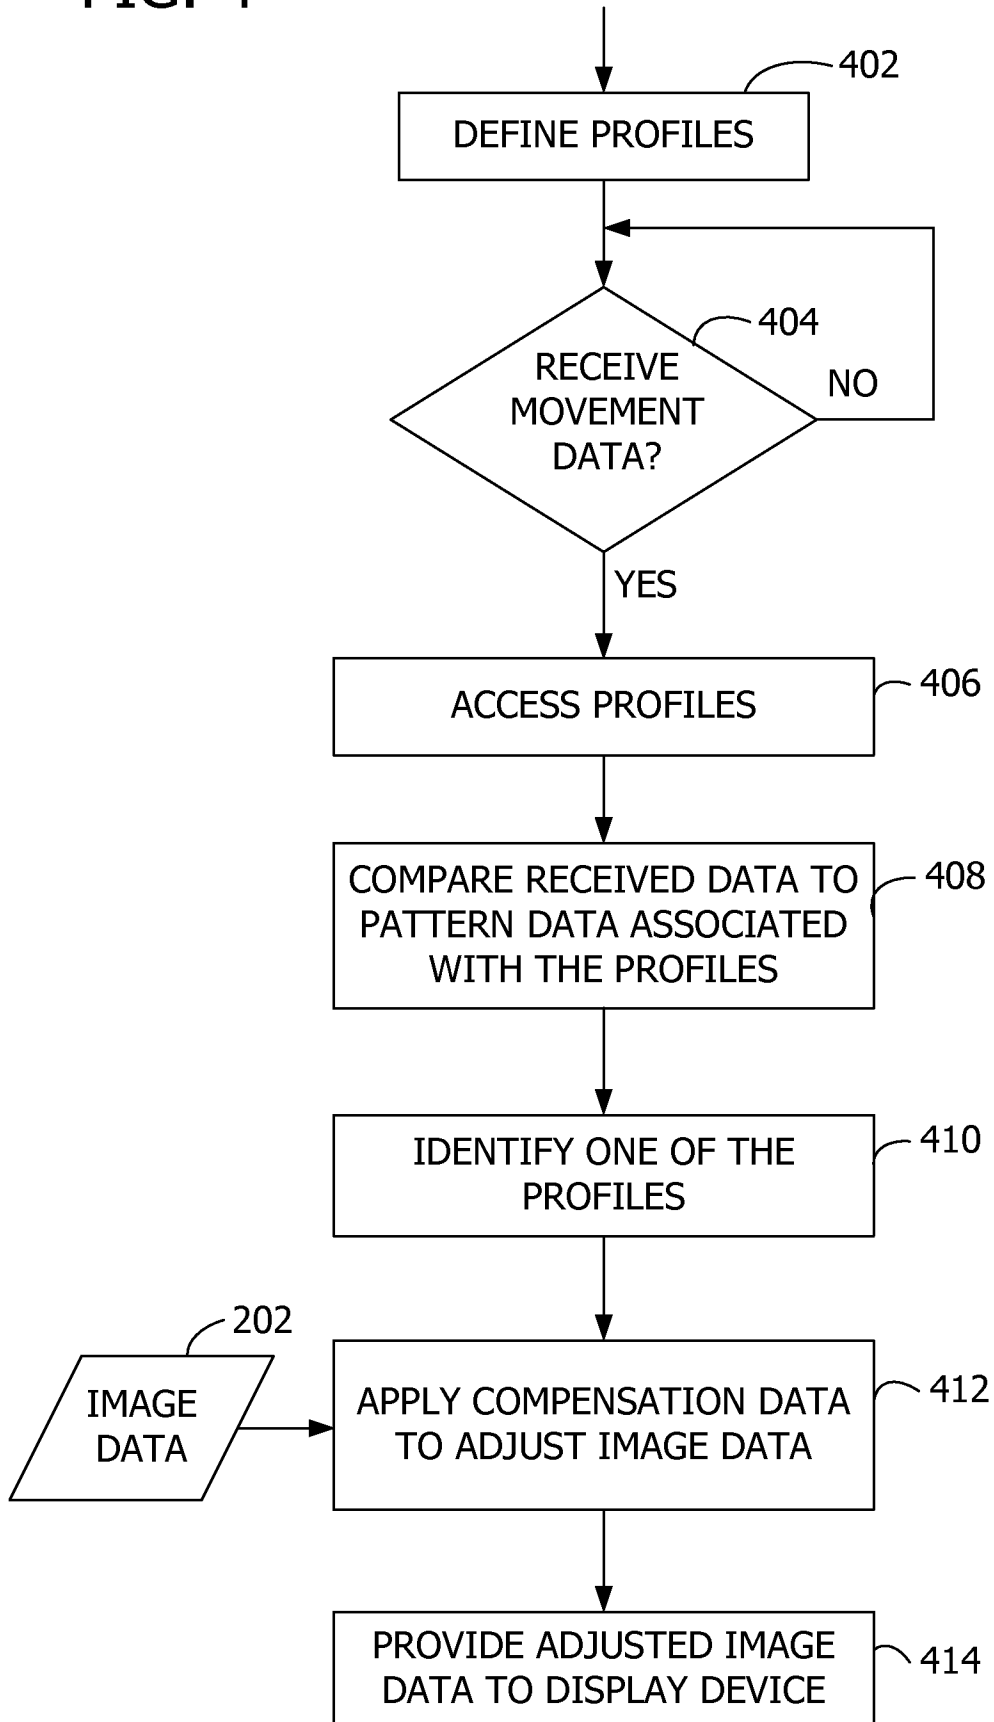 402
DEFINE PROFILES
404
RECEIVE
MOVEMENT
DATA?
NO
YES
406
ACCESS PROFILES
408
COMPARE RECEIVED DATA TO
PATTERN DATA ASSOCIATED
WITH THE PROFILES
410
IDENTIFY ONE OF THE
PROFILES
202
IMAGE
DATA
412
APPLY COMPENSATION DATA
TO ADJUST IMAGE DATA
414
PROVIDE ADJUSTED IMAGE
DATA TO DISPLAY DEVICE